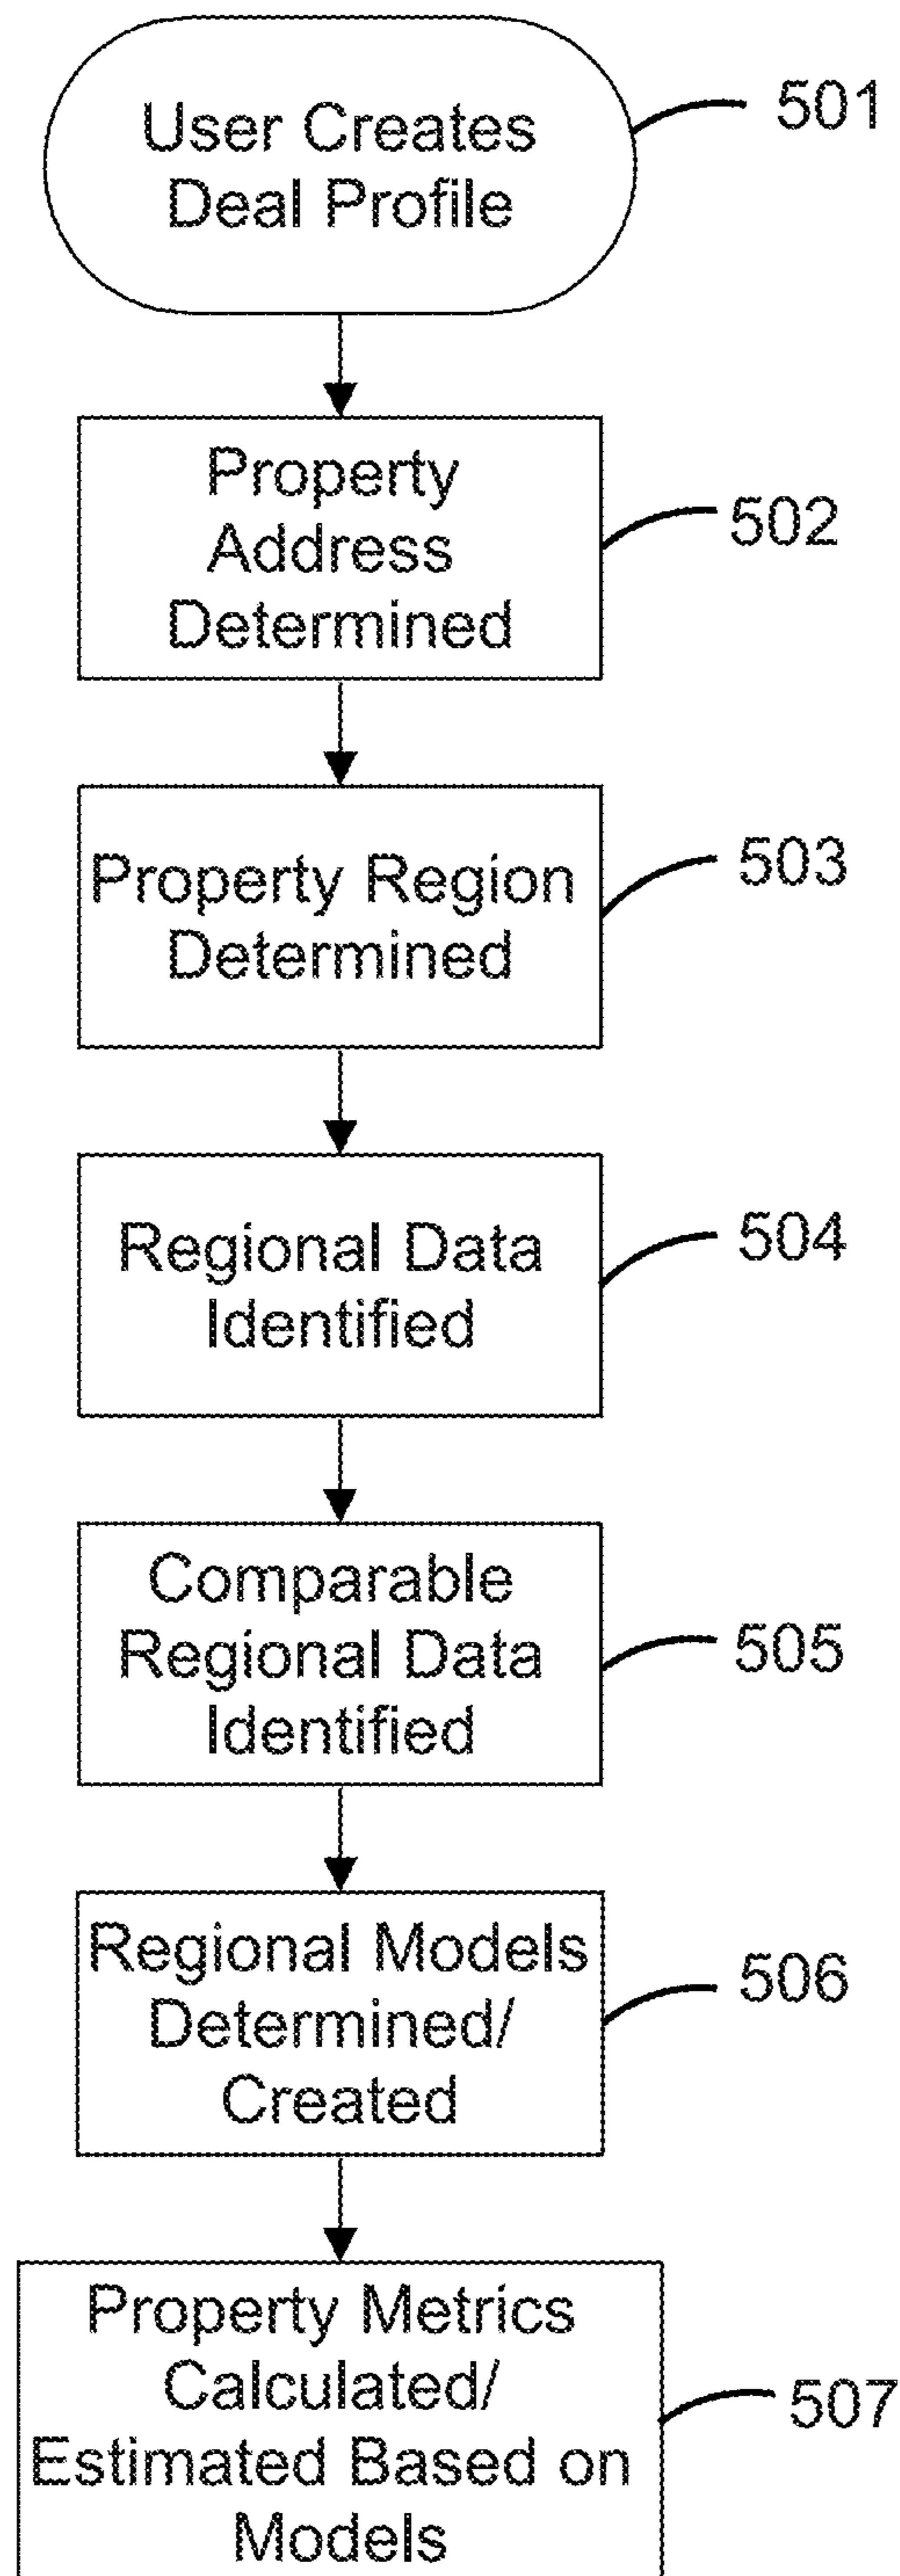 User Creates
Deal Profile
501
Property
Address
Determined
502
Property Region
Determined
503
Regional Data
Identified
504
Comparable
Regional Data
Identified
505
Regional Models
Determined/
Created
506
Property Metrics
Calculated/
Estimated Based on
Models
507